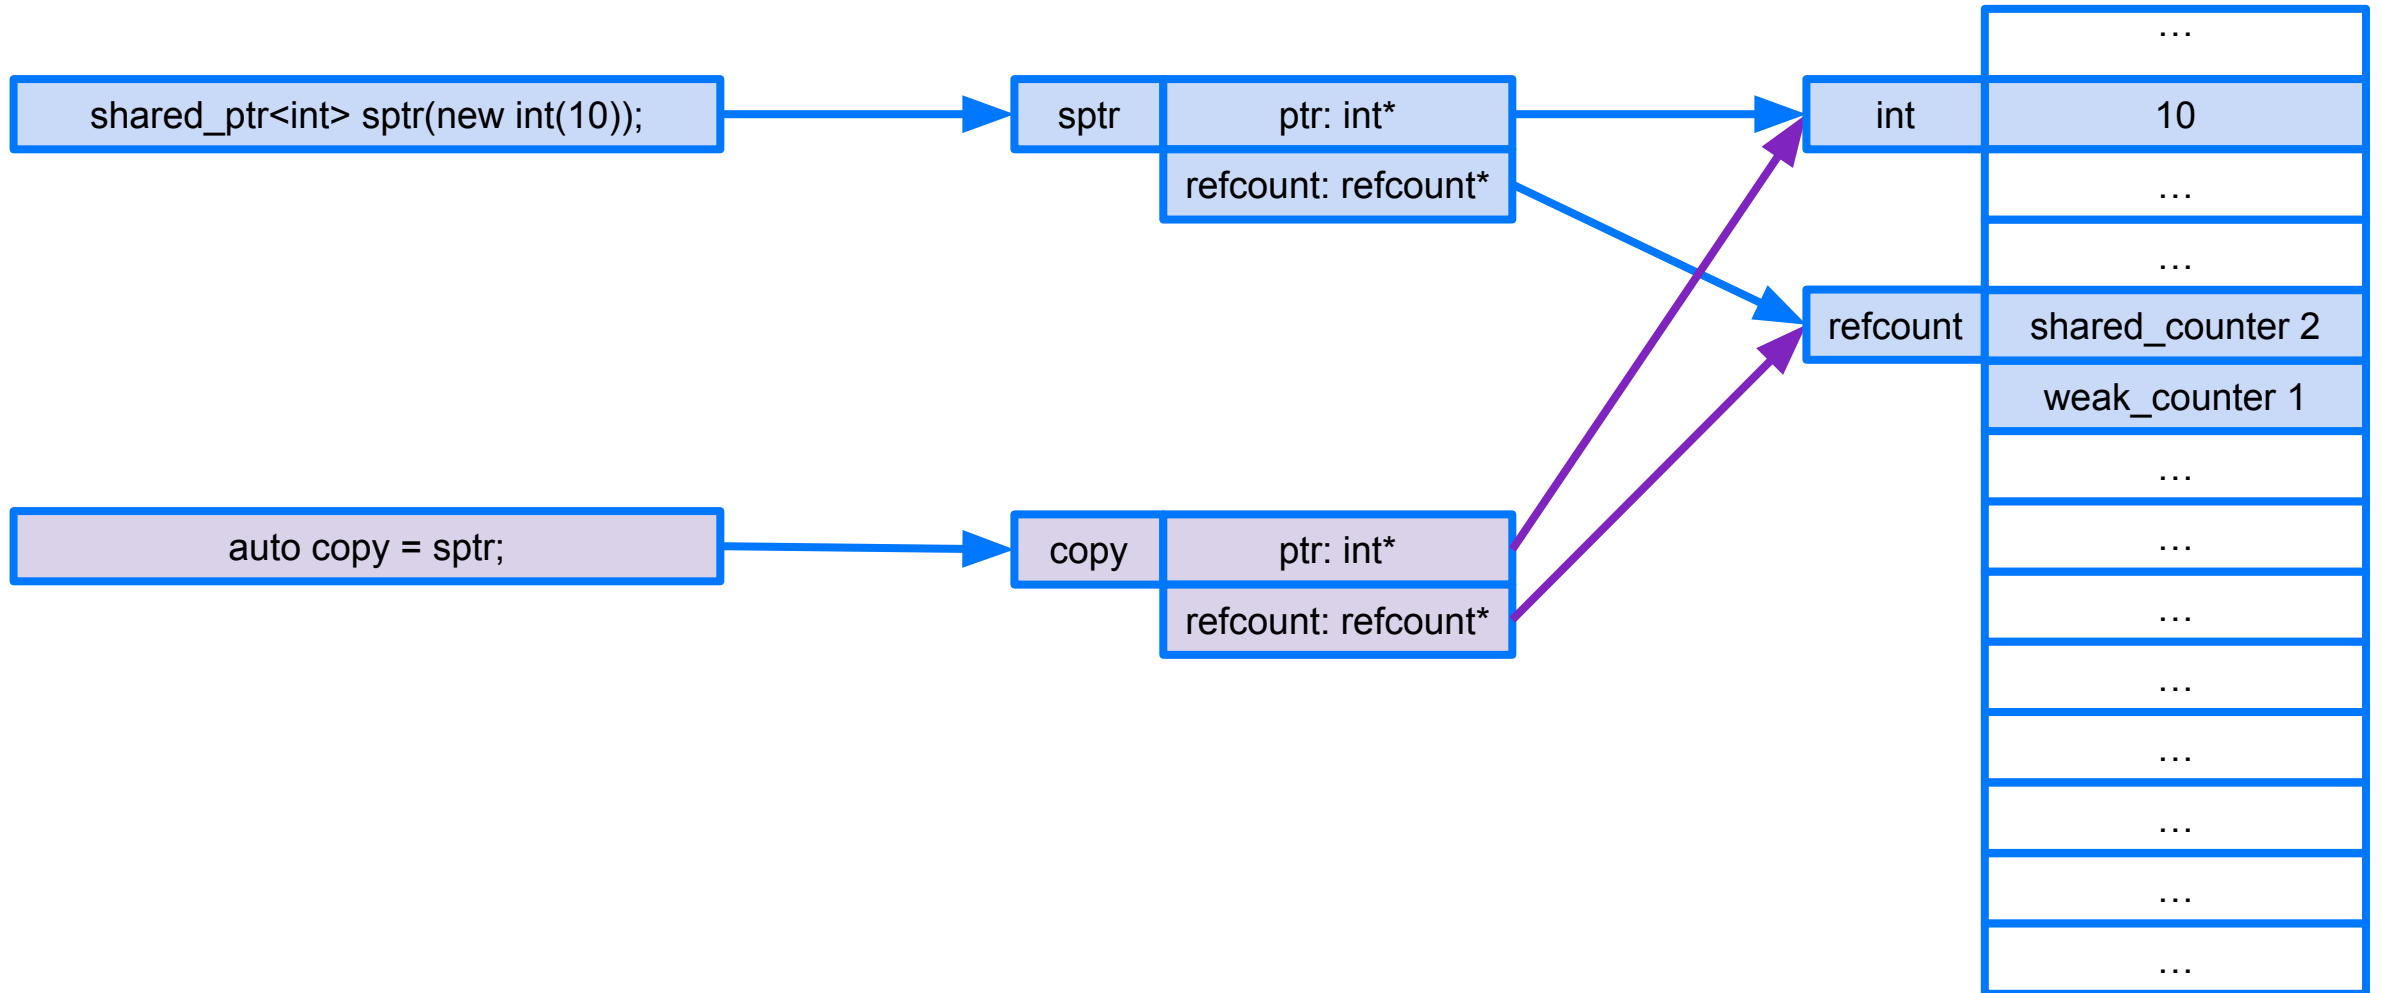 ...
shared_ptr<int> sptr(new int(10));
sptr
ptr: int*
int
10
refcount: refcount*
...
...
refcount
shared_counter 2
weak_counter 1
...
auto copy = sptr;
copy
ptr: int*
...
refcount: refcount*
...
...
...
...
...
...